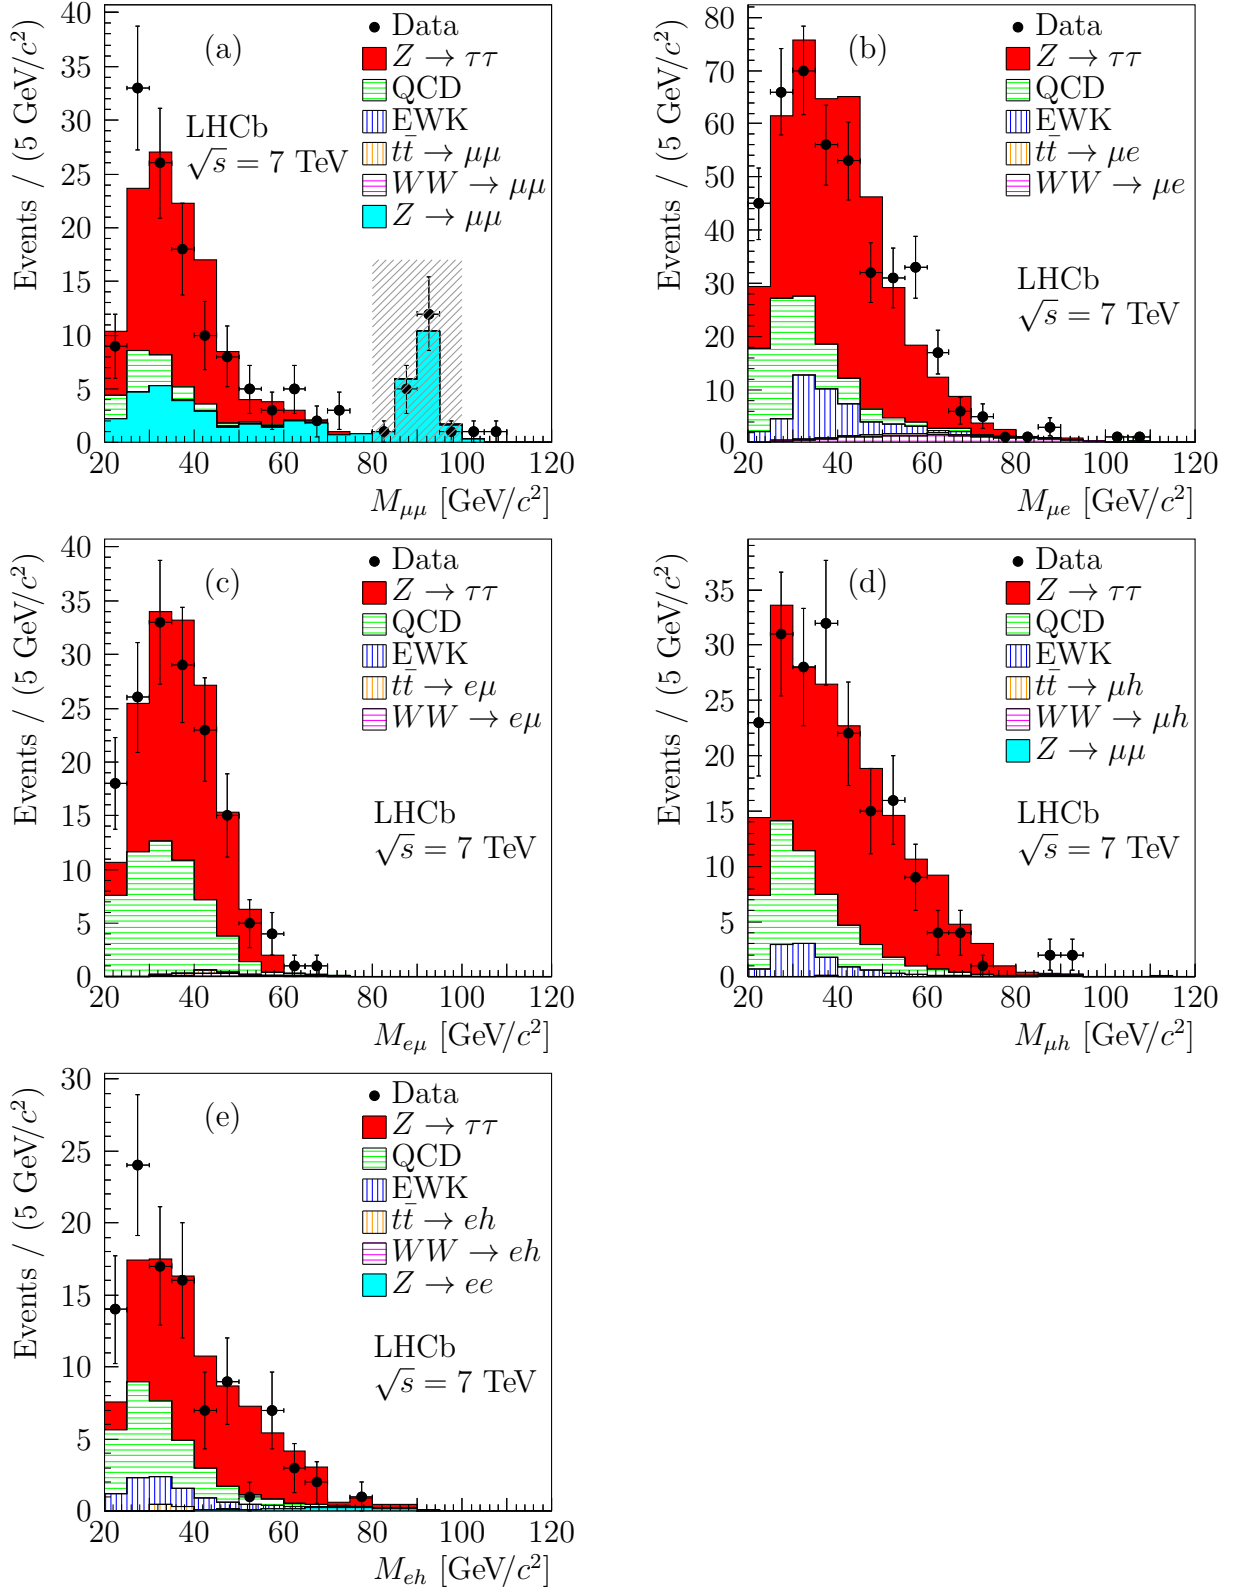 (a)
Data
Z → ττ
QCD
EWK
tt̄ → μμ
WW → μμ
Z → μμ
LHCb
√s = 7 TeV
Events / (5 GeV/c²)
40
35
30
25
20
15
10
5
0
20 40 60 80 100 120
M_μμ [GeV/c²]
(b)
Data
Z → ττ
QCD
EWK
tt̄ → μe
WW → μe
LHCb
√s = 7 TeV
Events / (5 GeV/c²)
80
70
60
50
40
30
20
10
0
20 40 60 80 100 120
M_μe [GeV/c²]
(c)
Data
Z → ττ
QCD
EWK
tt̄ → eμ
WW → eμ
LHCb
√s = 7 TeV
Events / (5 GeV/c²)
40
35
30
25
20
15
10
5
0
20 40 60 80 100 120
M_eμ [GeV/c²]
(d)
Data
Z → ττ
QCD
EWK
tt̄ → μh
WW → μh
Z → μμ
LHCb
√s = 7 TeV
Events / (5 GeV/c²)
35
30
25
20
15
10
5
0
20 40 60 80 100 120
M_μh [GeV/c²]
(e)
Data
Z → ττ
QCD
EWK
tt̄ → eh
WW → eh
Z → ee
LHCb
√s = 7 TeV
Events / (5 GeV/c²)
30
25
20
15
10
5
0
20 40 60 80 100 120
M_eh [GeV/c²]